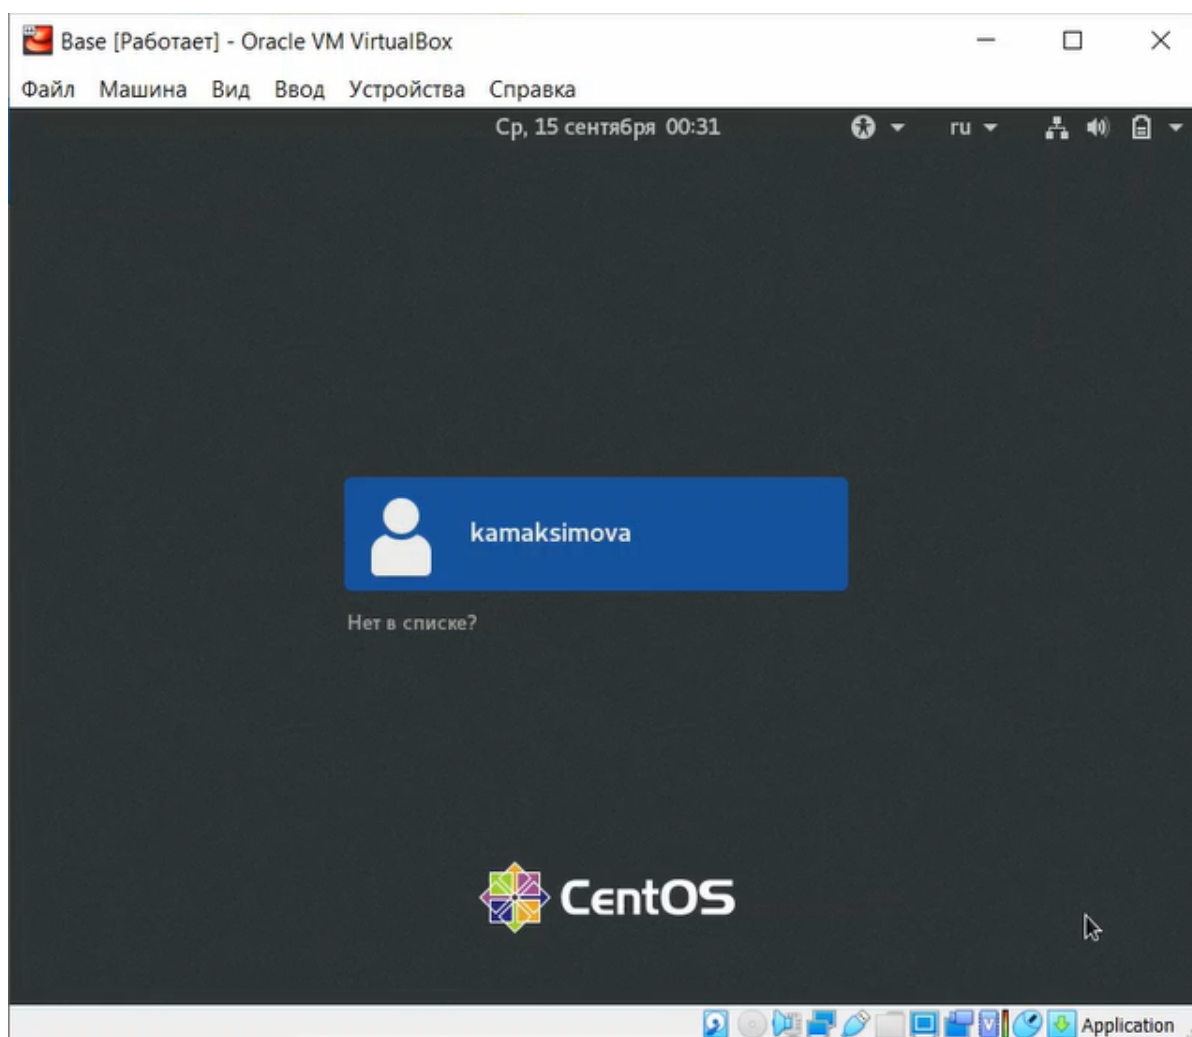 Base [Работает] - Oracle VM VirtualBox
Файл Машина Вид Ввод Устройства Справка
Ср, 15 сентября 00:31 ru
kamaksimova
Нет в списке?
CentOS
Application